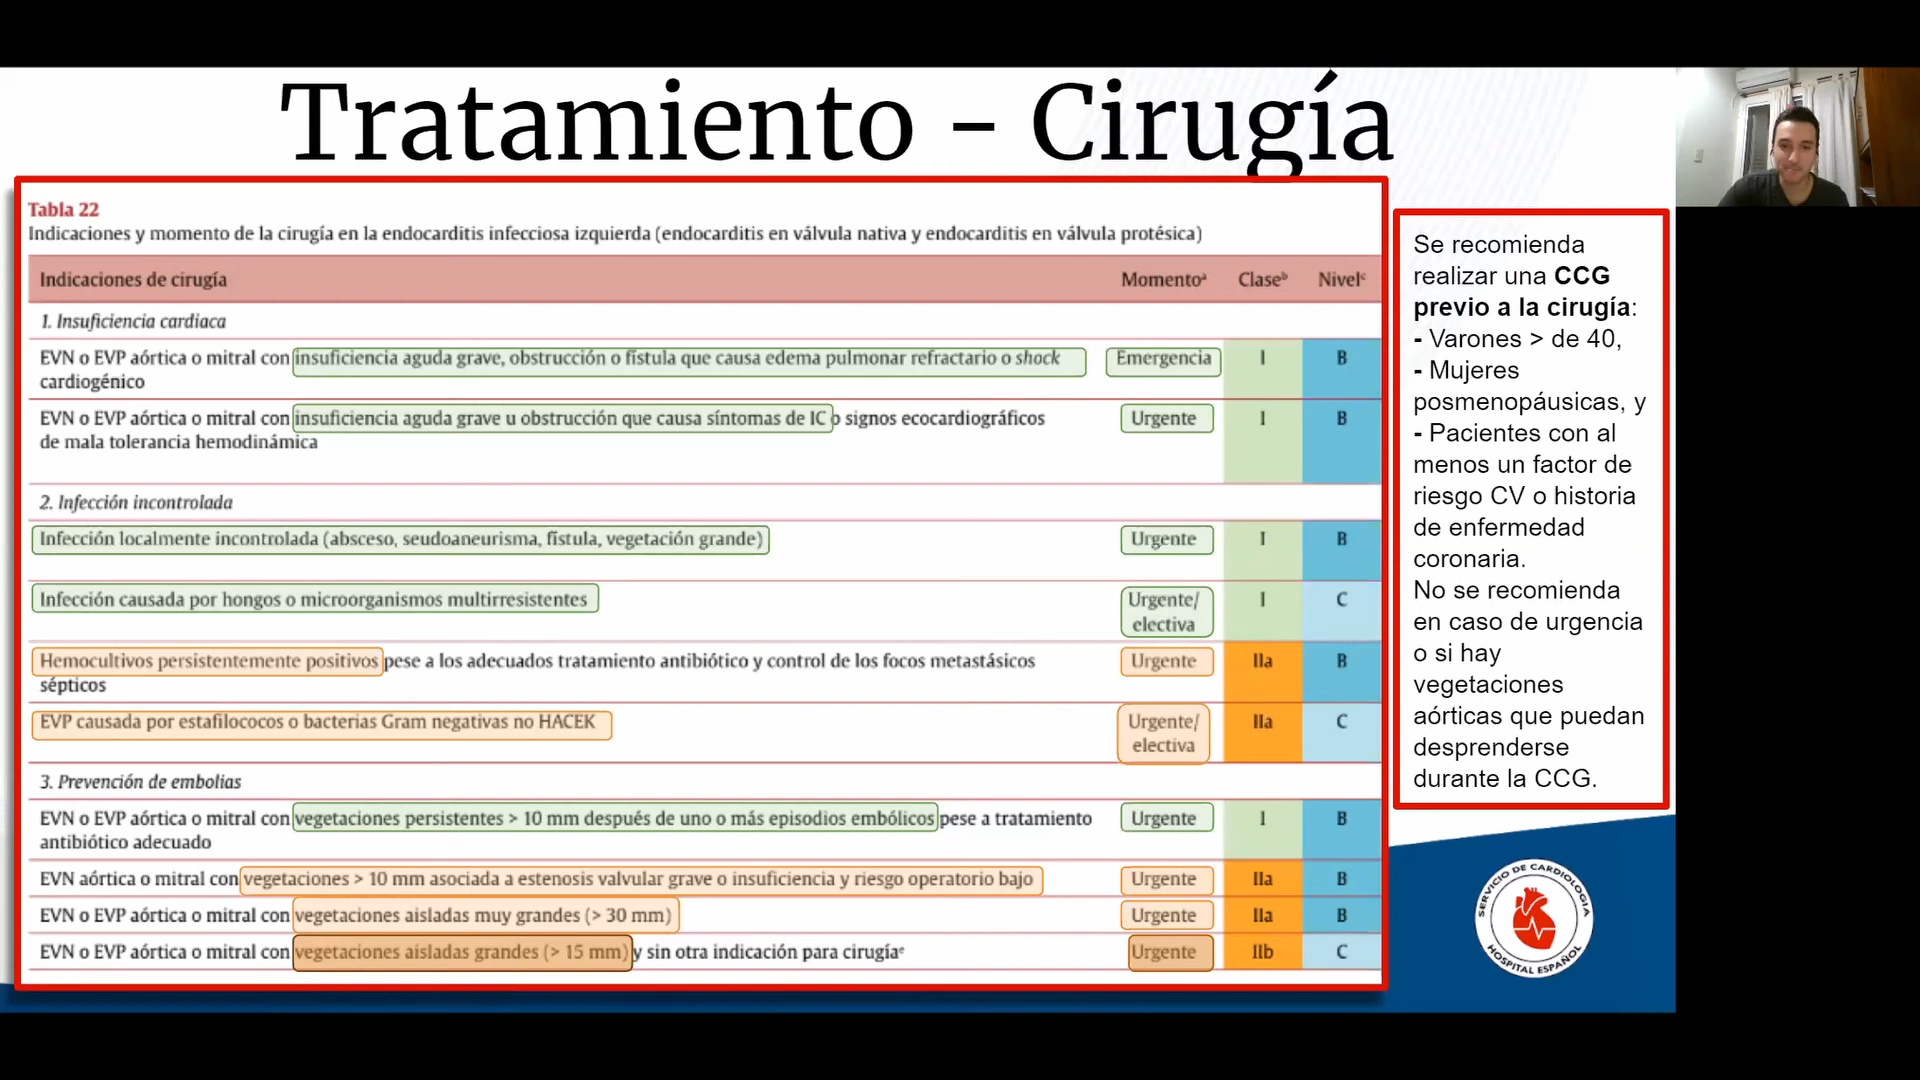 Tratamiento - Cirugía
Tabla 22
Indicaciones y momento de la cirugía en la endocarditis infecciosa izquierda (endocarditis en válvula nativa y endocarditis en válvula protésica)
Indicaciones de cirugía Momentoª Claseᵇ Nivelᶜ
1. Insuficiencia cardiaca
EVN o EVP aórtica o mitral con insuficiencia aguda grave, obstrucción o fístula que causa edema pulmonar refractario o shock Emergencia I B
cardiogénico
EVN o EVP aórtica o mitral con insuficiencia aguda grave u obstrucción que causa síntomas de IC o signos ecocardiográficos Urgente I B
de mala tolerancia hemodinámica
2. Infección incontrolada
Infección localmente incontrolada (absceso, seudoaneurisma, fístula, vegetación grande) Urgente I B
Infección causada por hongos o microorganismos multirresistentes Urgente/ I C
electiva
Hemocultivos persistentemente positivos pese a los adecuados tratamiento antibiótico y control de los focos metastásicos Urgente IIa B
sépticos
EVP causada por estafilococos o bacterias Gram negativas no HACEK Urgente/ IIa C
electiva
3. Prevención de embolias
EVN o EVP aórtica o mitral con vegetaciones persistentes > 10 mm después de uno o más episodios embólicos pese a tratamiento Urgente I B
antibiótico adecuado
EVN aórtica o mitral con vegetaciones > 10 mm asociada a estenosis valvular grave o insuficiencia y riesgo operatorio bajo Urgente IIa B
EVN o EVP aórtica o mitral con vegetaciones aisladas muy grandes (> 30 mm) Urgente IIa B
EVN o EVP aórtica o mitral con vegetaciones aisladas grandes (> 15 mm) y sin otra indicación para cirugíaᵉ Urgente IIb C
Se recomienda
realizar una CCG
previo a la cirugía:
- Varones > de 40,
- Mujeres
posmenopáusicas, y
- Pacientes con al
menos un factor de
riesgo CV o historia
de enfermedad
coronaria.
No se recomienda
en caso de urgencia
o si hay
vegetaciones
aórticas que puedan
desprenderse
durante la CCG.
SERVICIO DE CARDIOLOGIA
HOSPITAL ESPAÑOL